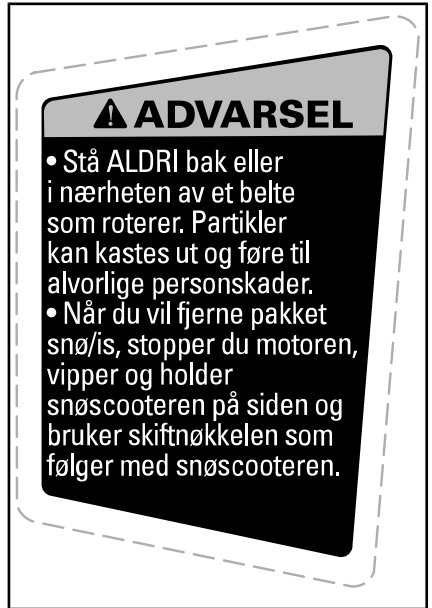 ADVARSEL
• Stå ALDRI bak eller
i nærheten av et belte
som roterer. Partikler
kan kastes ut og føre til
alvorlige personskader.
• Når du vil fjerne pakket
snø/is, stopper du motoren,
vipper og holder
snøscooteren på siden og
bruker skiftnøkkelen som
følger med snøscooteren.